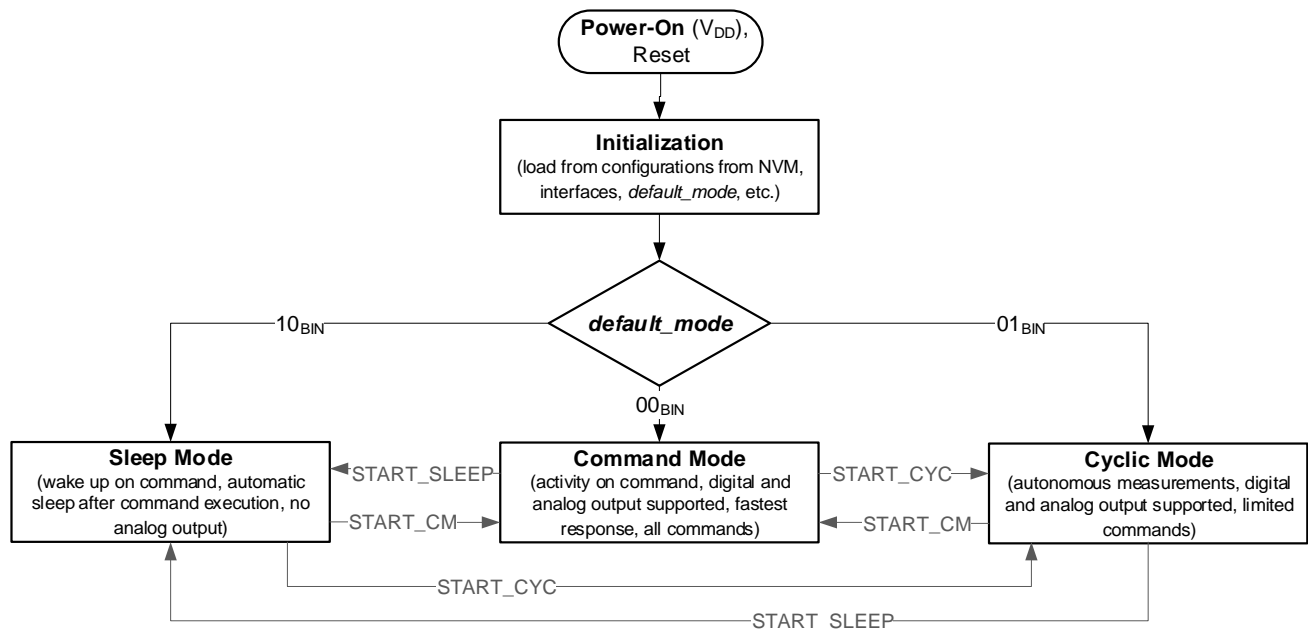 Power-On (VDD),
Reset
Initialization
(load from configurations from NVM,
interfaces, default_mode, etc.)
default_mode
10BIN
01BIN
00BIN
Sleep Mode
(wake up on command, automatic
sleep after command execution, no
analog output)
START_SLEEP
START_CM
Command Mode
(activity on command, digital and
analog output supported, fastest
response, all commands)
START_CYC
START_CM
Cyclic Mode
(autonomous measurements, digital
and analog output supported, limited
commands)
START_CYC
START_SLEEP